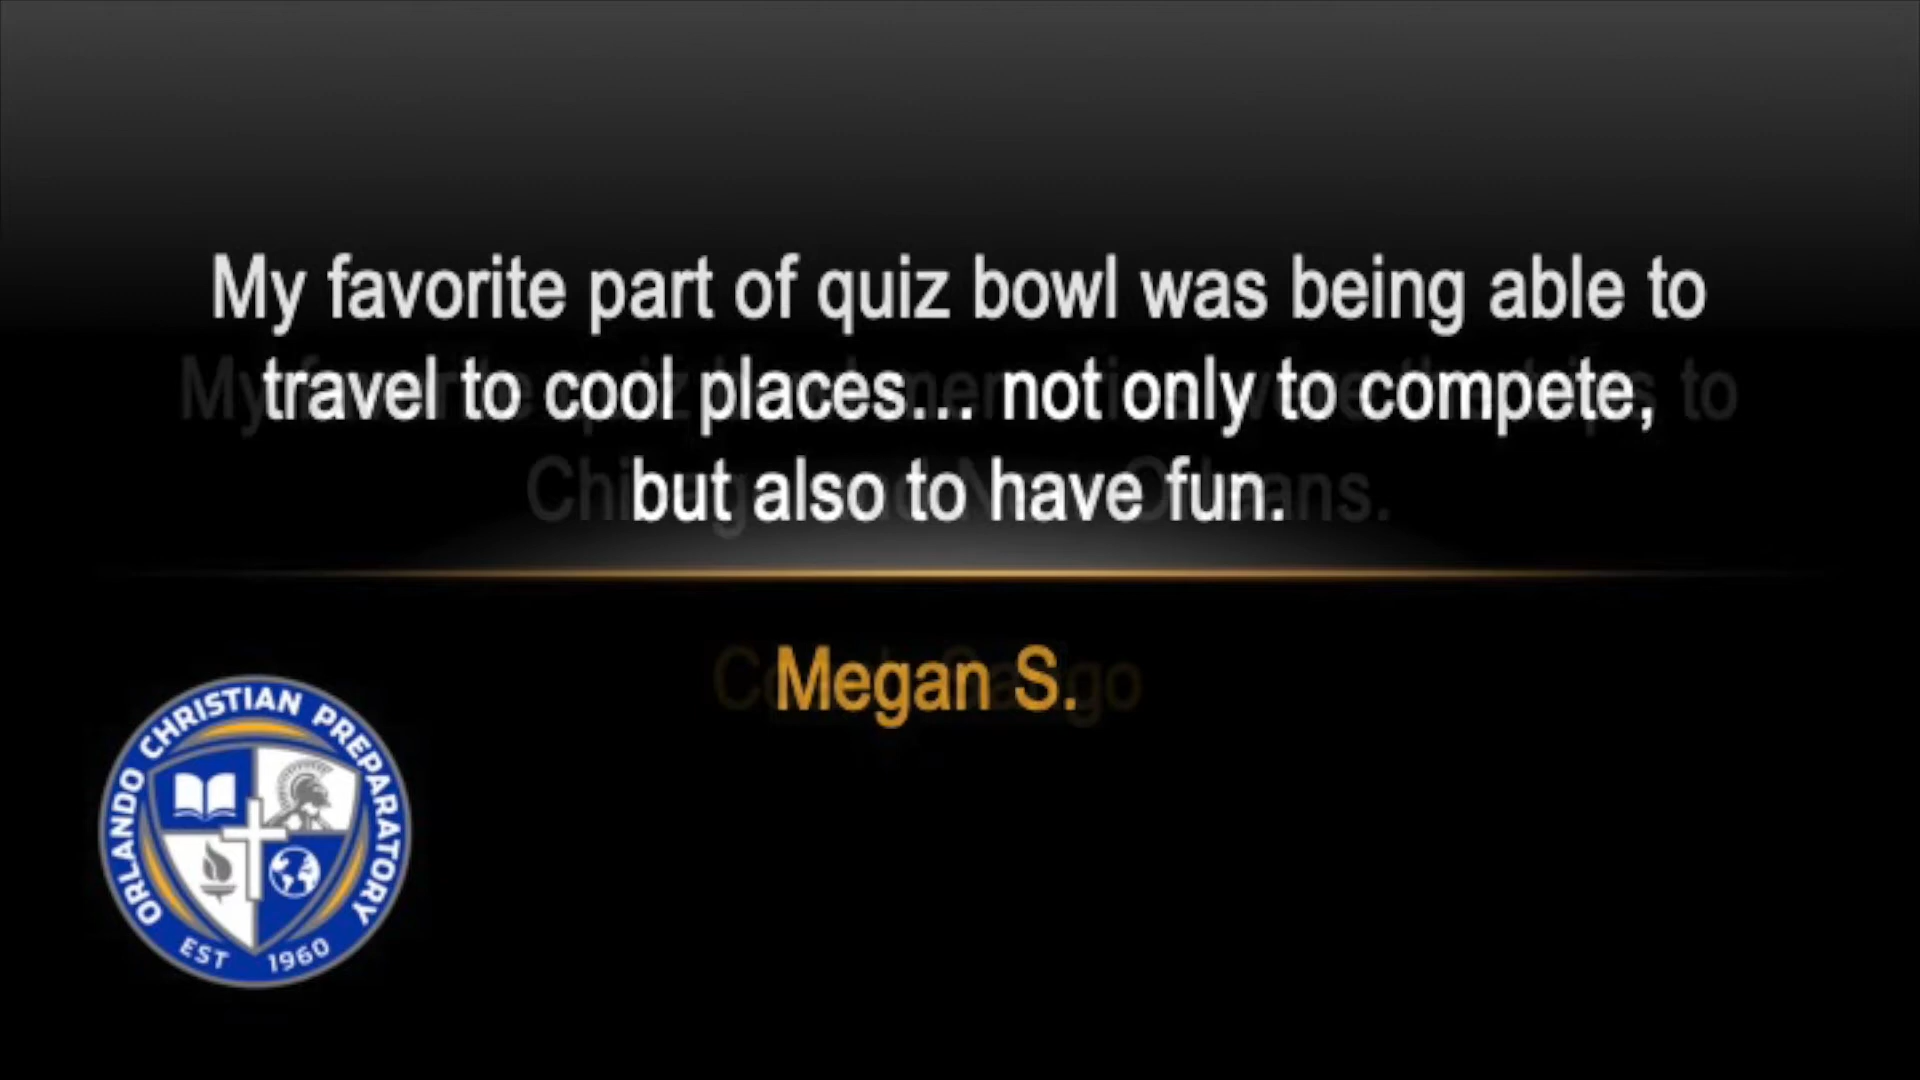 My favorite part of quiz bowl was being able to
travel to cool places... not only to compete,
but also to have fun.
Megan S.
ORLANDO CHRISTIAN PREPARATORY
EST 1960